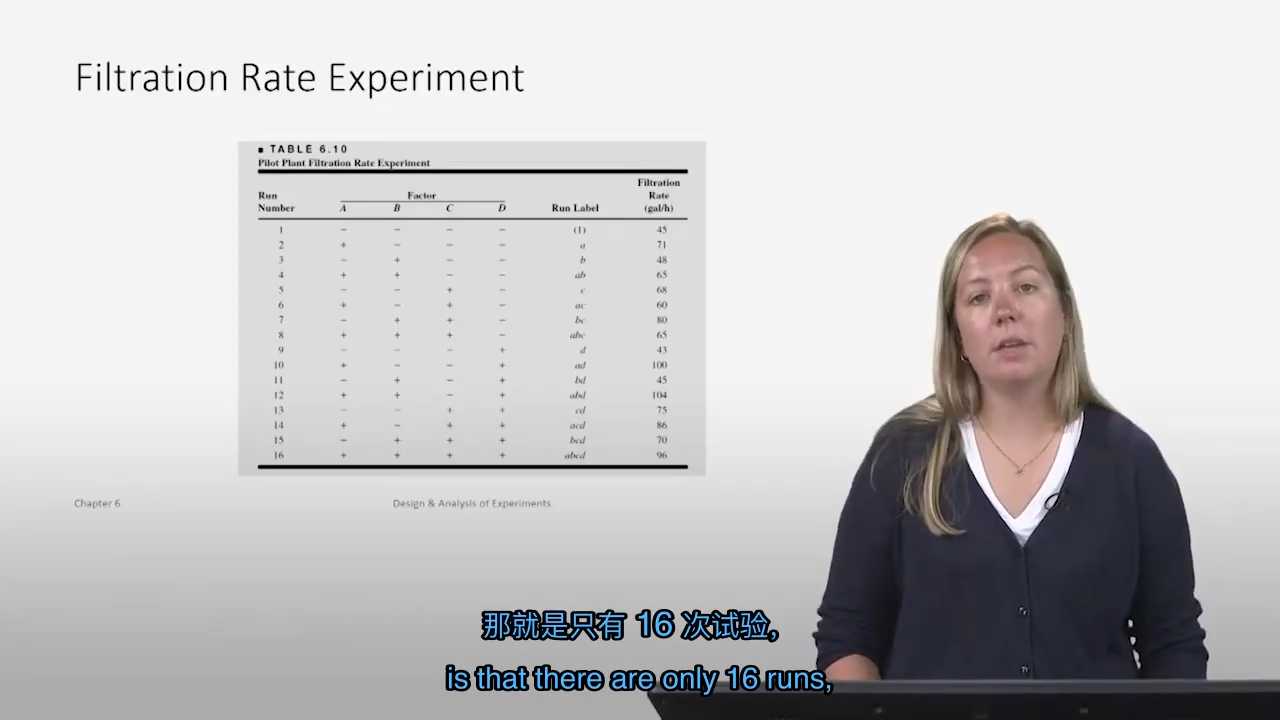 Filtration Rate Experiment
■ TABLE 6.10
Pilot Plant Filtration Rate Experiment
Run Number Factor Run Label Filtration Rate (gal/h)
A B C D
1 − − − − (1) 45
2 + − − − a 71
3 − + − − b 48
4 + + − − ab 65
5 − − + − c 68
6 + − + − ac 60
7 − + + − bc 80
8 + + + − abc 65
9 − − − + d 43
10 + − − + ad 100
11 − + − + bd 45
12 + + − + abd 104
13 − − + + cd 75
14 + − + + acd 86
15 − + + + bcd 70
16 + + + + abcd 96
Chapter 6 Design & Analysis of Experiments
那就是只有 16 次试验,
is that there are only 16 runs,